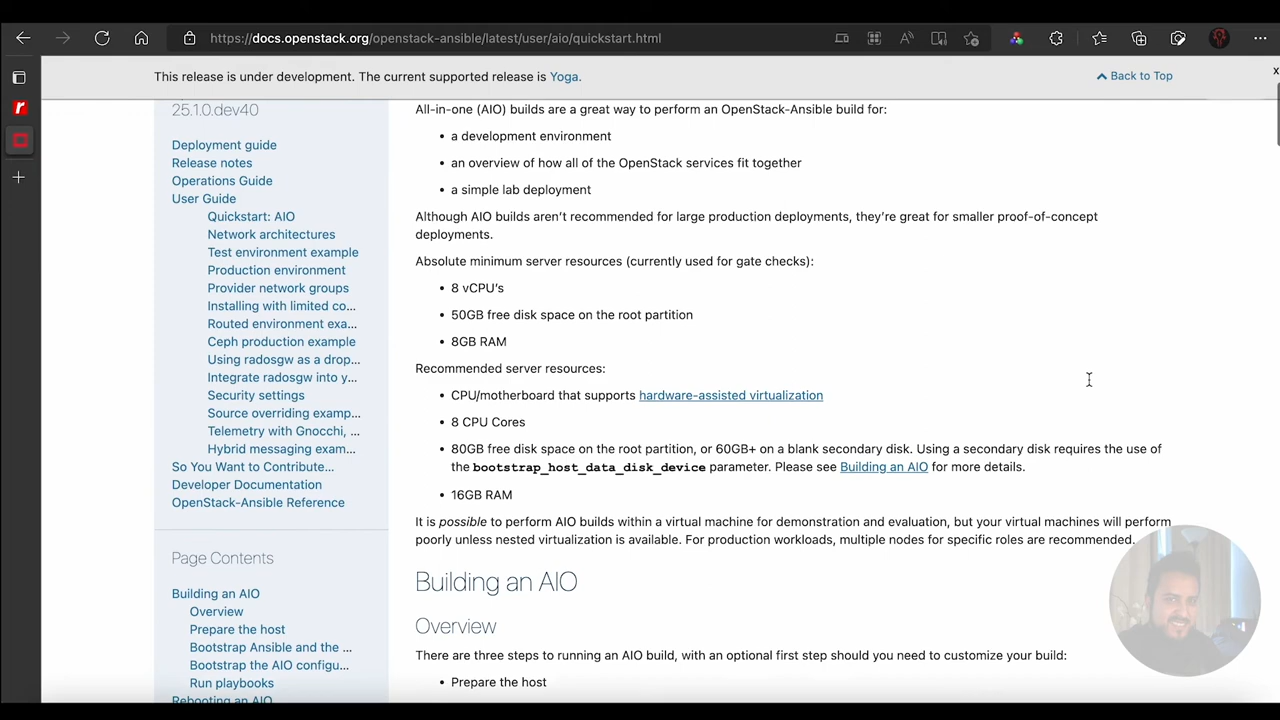 https://docs.openstack.org/openstack-ansible/latest/user/aio/quickstart.html
This release is under development. The current supported release is Yoga.
Back to Top
x
25.1.0.dev40
Deployment guide
Release notes
Operations Guide
User Guide
Quickstart: AIO
Network architectures
Test environment example
Production environment
Provider network groups
Installing with limited co...
Routed environment exa...
Ceph production example
Using radosgw as a drop...
Integrate radosgw into y...
Security settings
Source overriding examp...
Telemetry with Gnocchi, ...
Hybrid messaging exam...
So You Want to Contribute...
Developer Documentation
OpenStack-Ansible Reference
Page Contents
Building an AIO
Overview
Prepare the host
Bootstrap Ansible and the ...
Bootstrap the AIO configu...
Run playbooks
Rebooting an AIO
All-in-one (AIO) builds are a great way to perform an OpenStack-Ansible build for:
• a development environment
• an overview of how all of the OpenStack services fit together
• a simple lab deployment
Although AIO builds aren't recommended for large production deployments, they're great for smaller proof-of-concept
deployments.
Absolute minimum server resources (currently used for gate checks):
• 8 vCPU's
• 50GB free disk space on the root partition
• 8GB RAM
Recommended server resources:
• CPU/motherboard that supports hardware-assisted virtualization
• 8 CPU Cores
• 80GB free disk space on the root partition, or 60GB+ on a blank secondary disk. Using a secondary disk requires the use of
the bootstrap_host_data_disk_device parameter. Please see Building an AIO for more details.
• 16GB RAM
It is possible to perform AIO builds within a virtual machine for demonstration and evaluation, but your virtual machines will perform
poorly unless nested virtualization is available. For production workloads, multiple nodes for specific roles are recommended.
Building an AIO
Overview
There are three steps to running an AIO build, with an optional first step should you need to customize your build:
• Prepare the host